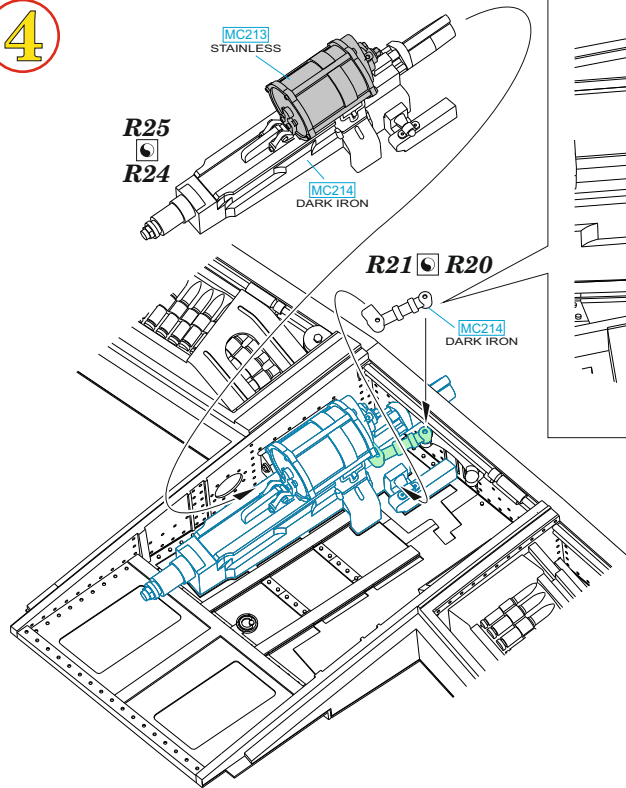 4
MC213
STAINLESS
R25
R24
MC214
DARK IRON
R21 R20
MC214
DARK IRON